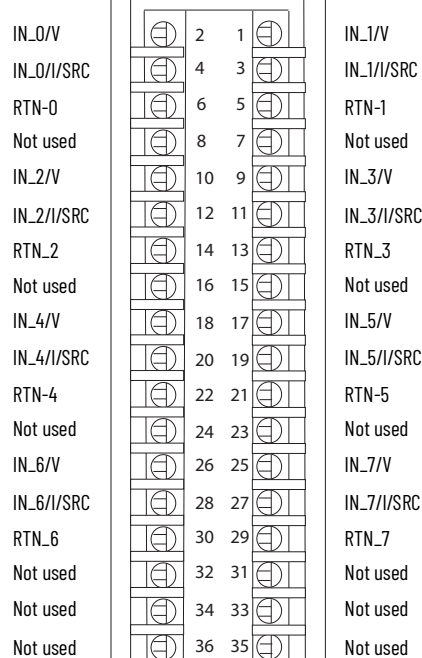 IN_0/V 2 1 IN_1/V
IN_0/I/SRC 4 3 IN_1/I/SRC
RTN-0 6 5 RTN-1
Not used 8 7 Not used
IN_2/V 10 9 IN_3/V
IN_2/I/SRC 12 11 IN_3/I/SRC
RTN_2 14 13 RTN_3
Not used 16 15 Not used
IN_4/V 18 17 IN_5/V
IN_4/I/SRC 20 19 IN_5/I/SRC
RTN-4 22 21 RTN-5
Not used 24 23 Not used
IN_6/V 26 25 IN_7/V
IN_6/I/SRC 28 27 IN_7/I/SRC
RTN_6 30 29 RTN_7
Not used 32 31 Not used
Not used 34 33 Not used
Not used 36 35 Not used